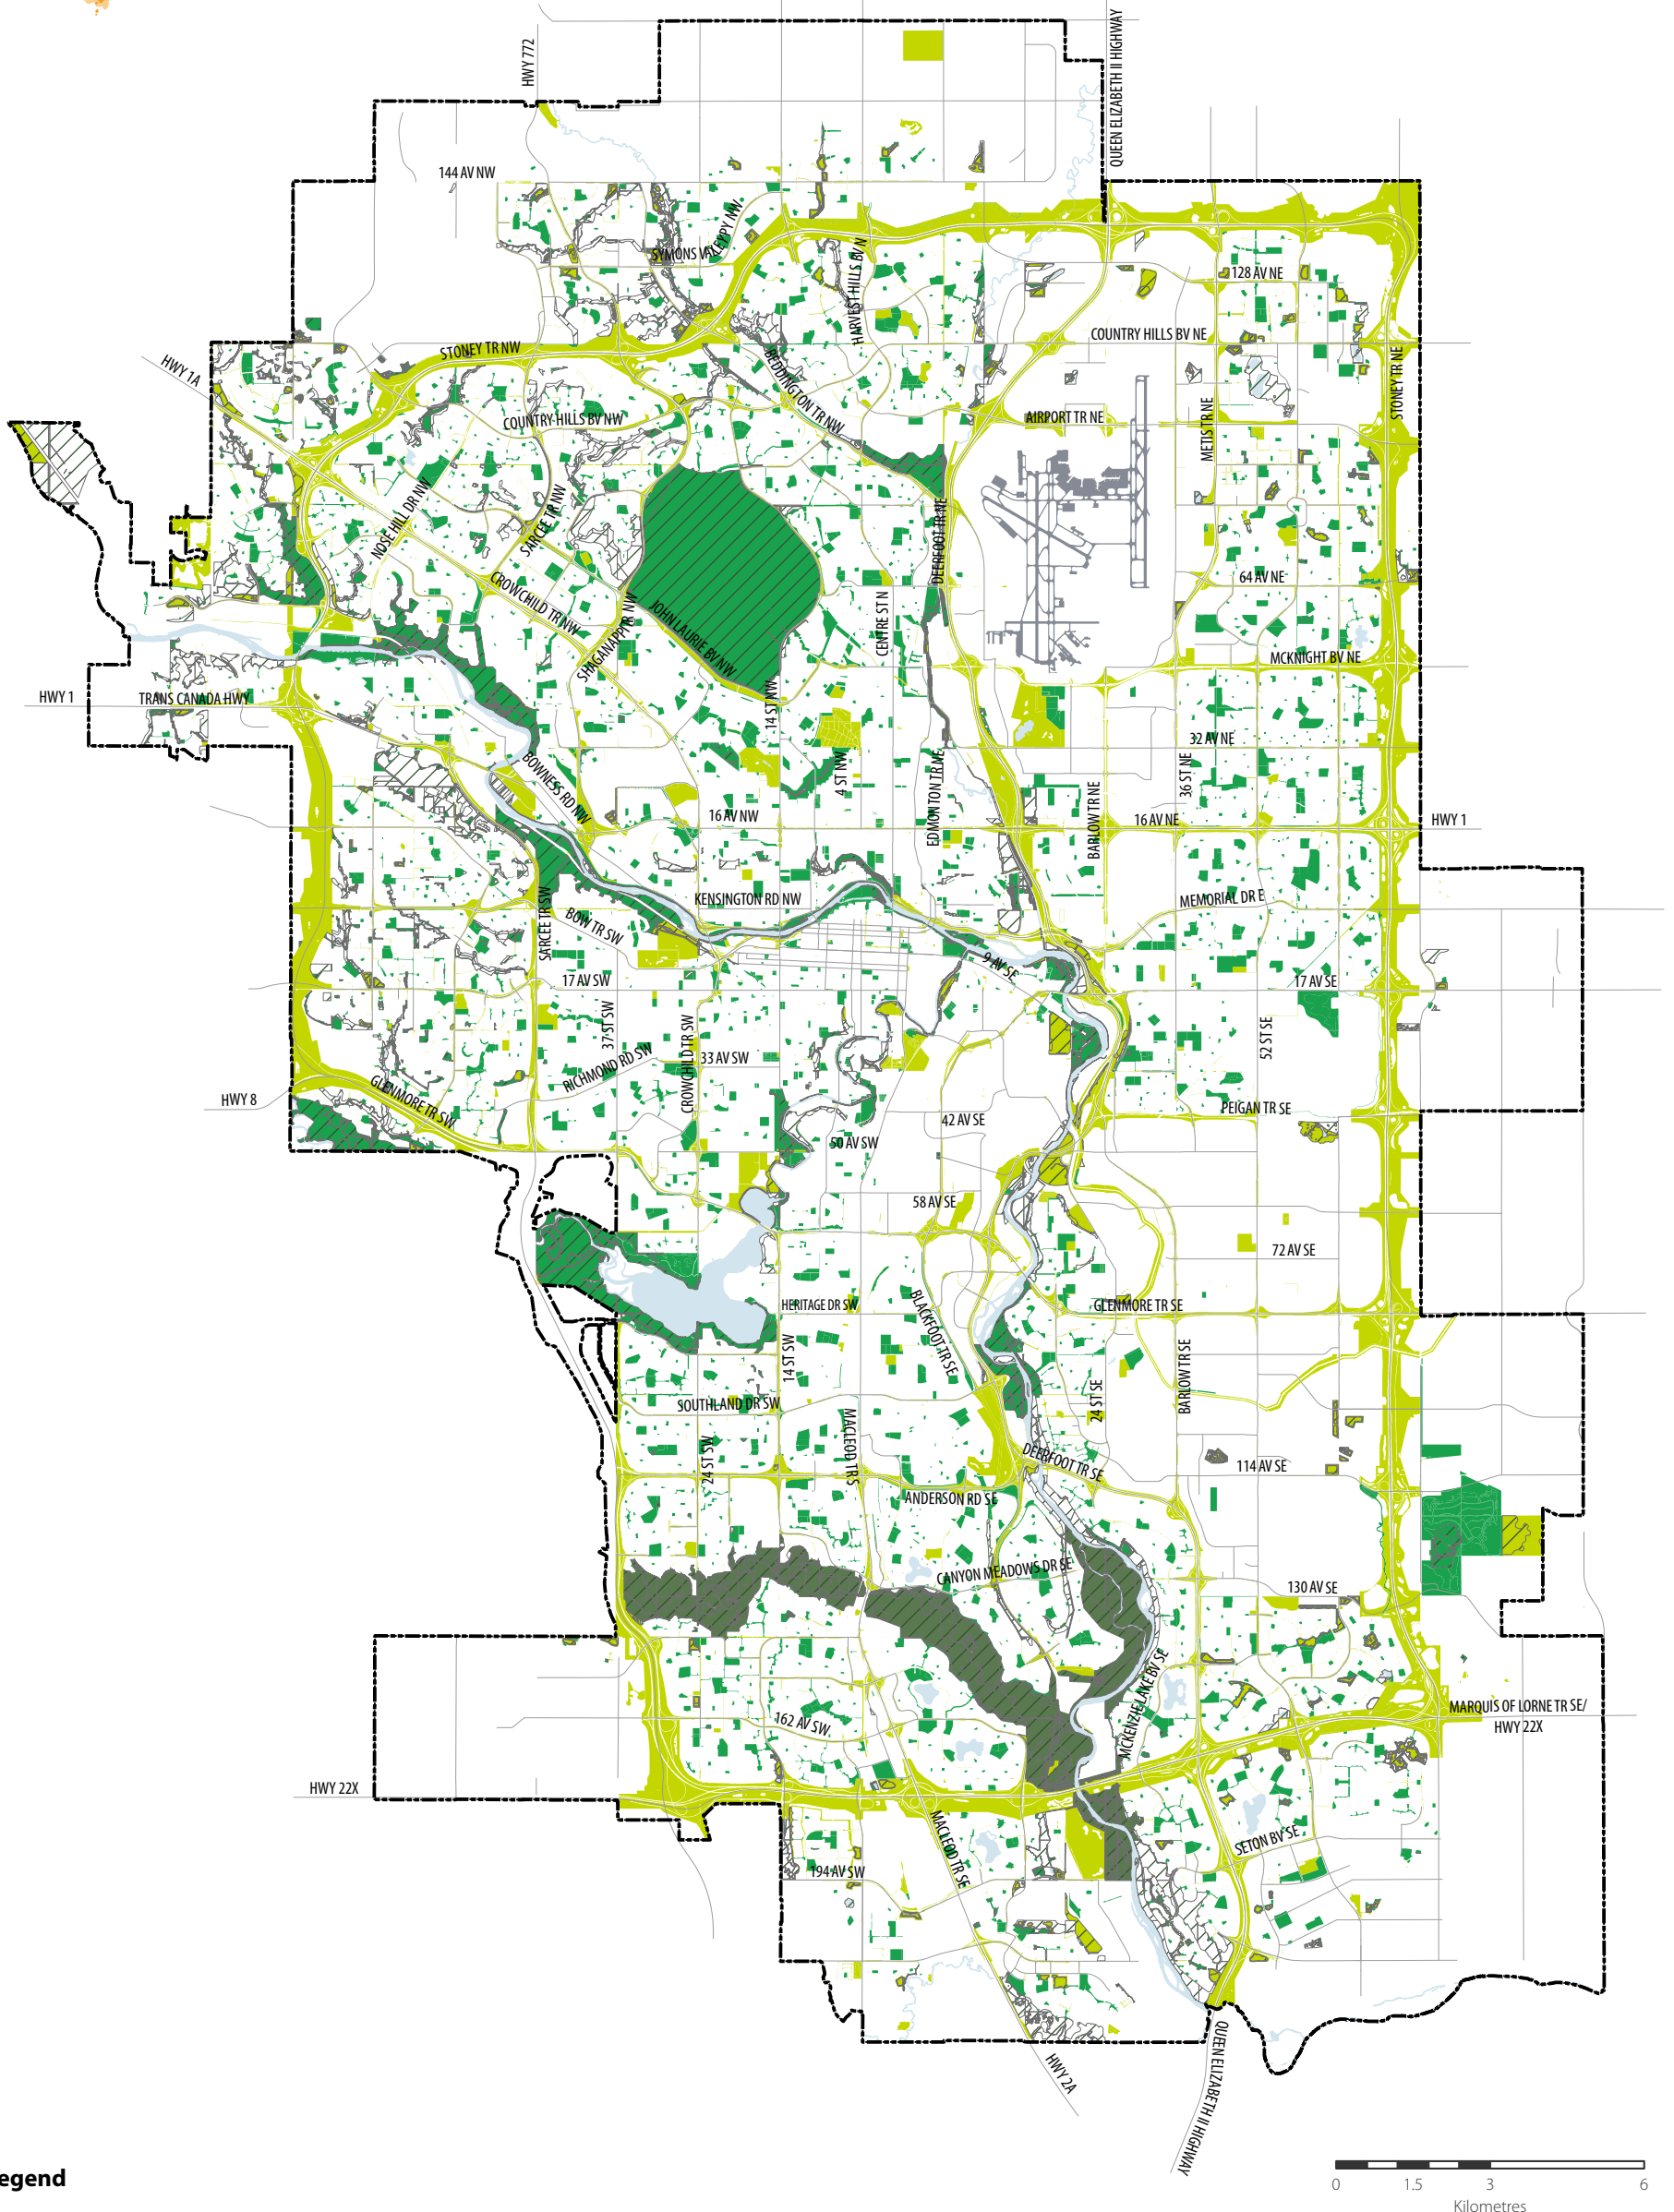 HWY 772
QUEEN ELIZABETH II HIGHWAY
144 AV NW
SYMONS VALLEY PY NW
HARVEST HILLS BV N
128 AV NE
COUNTRY HILLS BV NE
STONEY TR NW
HWY 1A
BEDDINGTON TR NW
STONEY TR NE
COUNTRY HILLS BV NW
AIRPORT TR NE
METIS TR NE
NOSE HILL DR NW
SARCEE TR NW
DEERFOOT TR NE
64 AV NE
CROWCHILD TR NW
SHAGANAPPI TR NW
JOHN LAURIE BV NW
CENTRE ST N
MCKNIGHT BV NE
HWY 1
TRANS CANADA HWY
14 ST NW
32 AV NE
4 ST NW
EDMONTON TR NE
36 ST NE
BOWNESS RD NW
16 AV NW
BARLOW TR NE
16 AV NE
HWY 1
KENSINGTON RD NW
MEMORIAL DR E
SARCEE TR SW
BOW TR SW
9 AV SE
17 AV SW
17 AV SE
37 ST SW
CROWCHILD TR SW
33 AV SW
52 ST SE
RICHMOND RD SW
GLENMORE TR SW
HWY 8
PEIGAN TR SE
42 AV SE
50 AV SW
58 AV SE
72 AV SE
HERITAGE DR SW
BLACKFOOT TR SE
GLENMORE TR SE
14 ST SW
BARLOW TR SE
SOUTHLAND DR SW
24 ST SE
MACLEOD TR S
24 ST SW
DEERFOOT TR SE
114 AV SE
ANDERSON RD SE
CANYON MEADOWS DR SE
130 AV SE
MCKENZIE LAKE BV SE
162 AV SW
MARQUIS OF LORNE TR SE/
HWY 22X
HWY 22X
MACLEOD TR SE
SETON BV SE
194 AV SW
HWY 2A
QUEEN ELIZABETH II HIGHWAY
egend
0 1.5 3 6
Kilometres